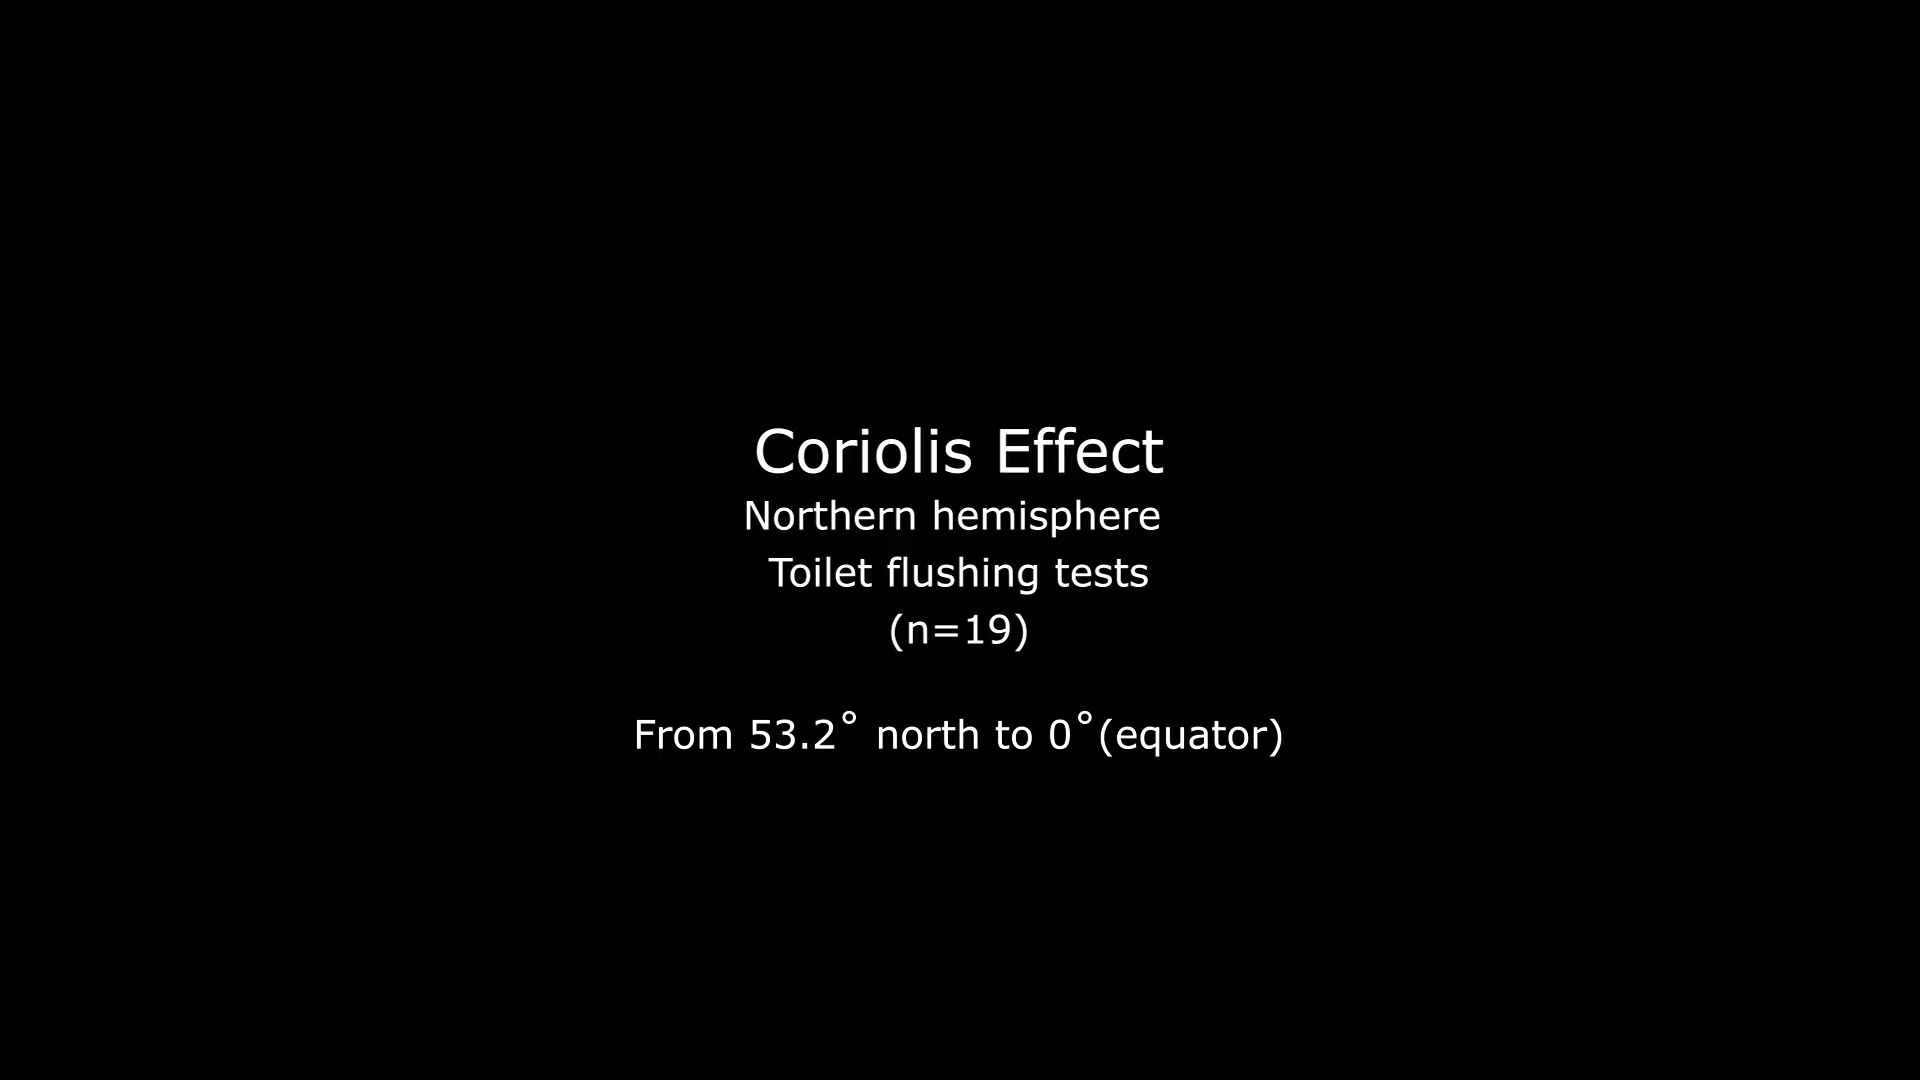 Coriolis Effect
Northern hemisphere
Toilet flushing tests
(n=19)
From 53.2° north to 0°(equator)